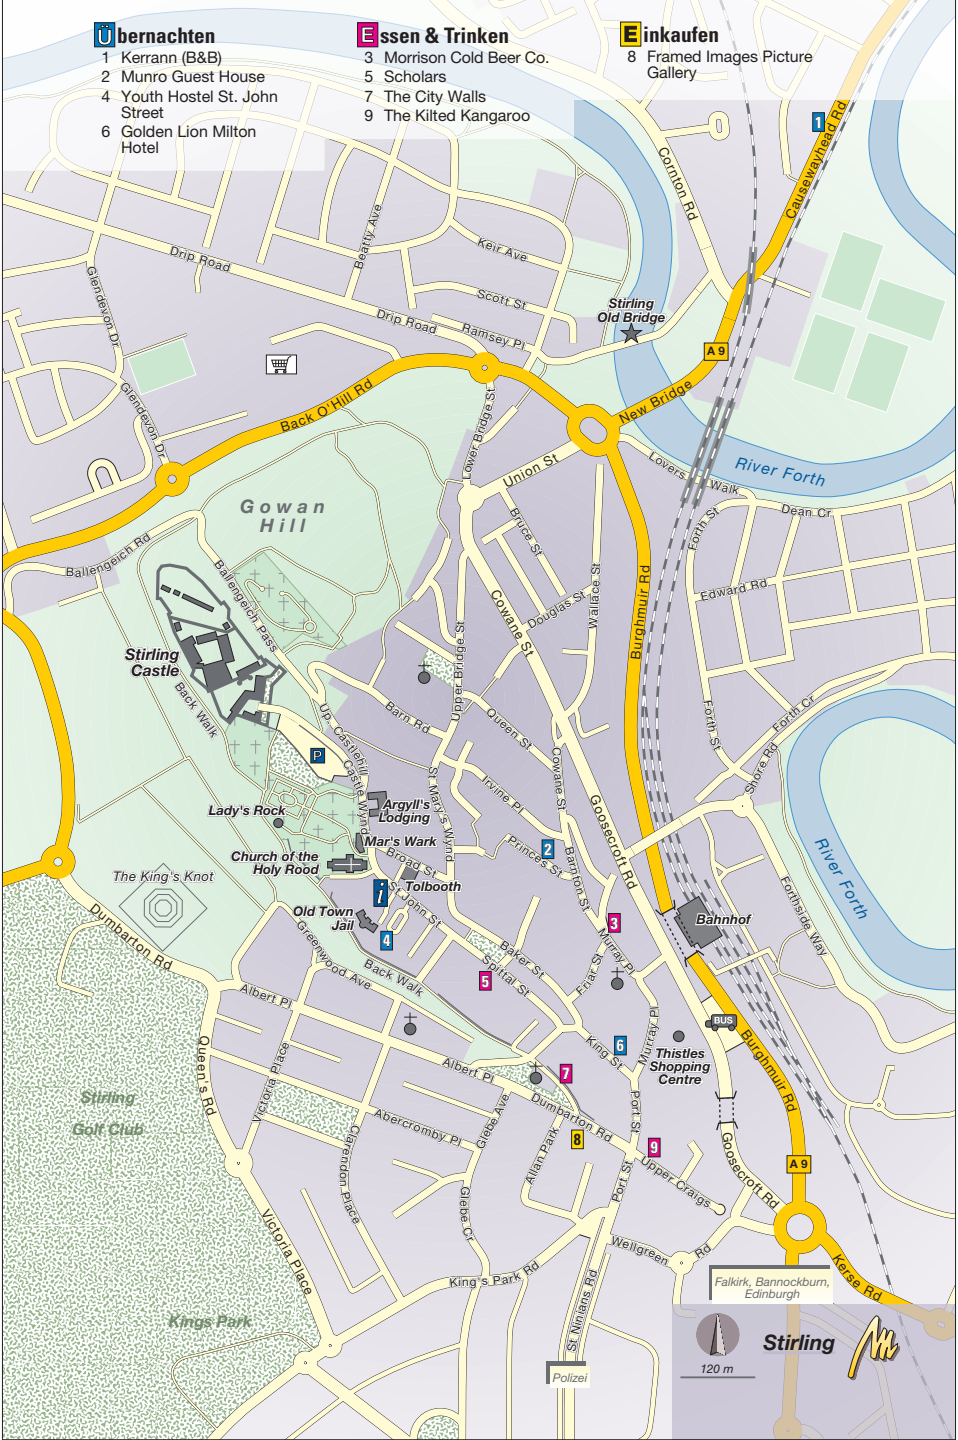 Übernachten
1 Kerrann (B&B)
2 Munro Guest House
4 Youth Hostel St. John
Street
6 Golden Lion Milton
Hotel
Essen & Trinken
3 Morrison Cold Beer Co.
5 Scholars
7 The City Walls
9 The Kilted Kangaroo
Einkaufen
8 Framed Images Picture
Gallery
1
Causewayhead Rd
Cornton Rd
Beatty Ave
Keir Ave
Drip Road
Glendevon Dr
Scott St
Stirling
Old Bridge
Drip Road
Ramsey Pl
A 9
Glendevon Dr
Back O'Hill Rd
New Bridge
Lower Bridge St
Union St
Lovers Walk
River Forth
Gowan
Hill
Bruce St
Forth St
Dean Cr
Ballengeich Rd
Ballengeich Pass
Cowane St
Douglas St
Wallace St
Burghmuir Rd
Edward Rd
Stirling
Castle
Back Walk
Upper Bridge St
Barn Rd
Queen St
Forth St
Forth Cr
Up. Castlehill
P
Castle Wynd
St Mary's Wynd
Irvine Pl
Cowane St
Goosecroft Rd
Shore Rd
Lady's Rock
Argyll's
Lodging
Mar's Wark
Church of the
Holy Rood
Broad St
Princes St
2
Barnton St
River Forth
The King's Knot
Tolbooth
i
St John St
Old Town
Jail
4
3
Bahnhof
Forthside Way
Dumbarton Rd
Greenwood Ave
Back Walk
Baker St
Spittal St
5
Friar St
Murray Pl
Albert Pl
BUS
Queen's Rd
Victoria Place
King St
6
Murray Pl
Thistles
Shopping
Centre
Burghmuir Rd
Albert Pl
7
Stirling
Golf Club
Abercromby Pl
Clarendon Place
Glebe Ave
Dumbarton Rd
8
Port St
9
Allan Park
Upper Craigs
Goosecroft Rd
A 9
Port St
Glebe Cr
Victoria Place
Wellgreen Rd
King's Park Rd
St Ninians Rd
Kerse Rd
Falkirk, Bannockburn,
Edinburgh
Kings Park
Polizei
Stirling
120 m